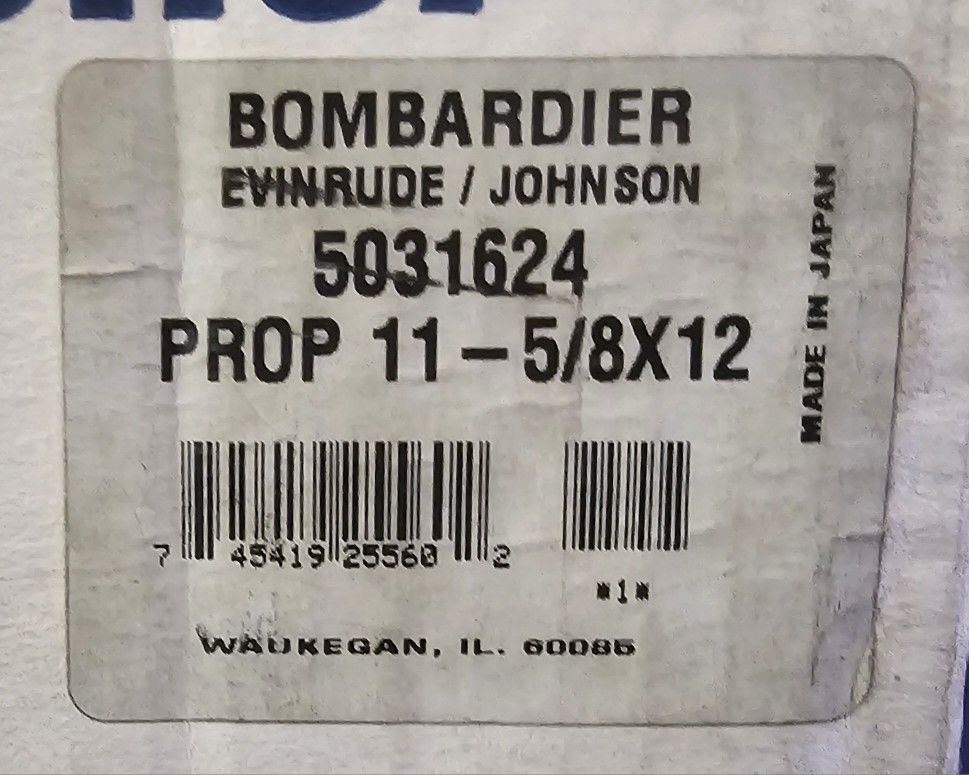 BOMBARDIER
EVINRUDE / JOHNSON
5031624
PROP 11-5/8X12
MADE IN JAPAN
7 45419 25560 2
*1*
WAUKEGAN, IL. 60085